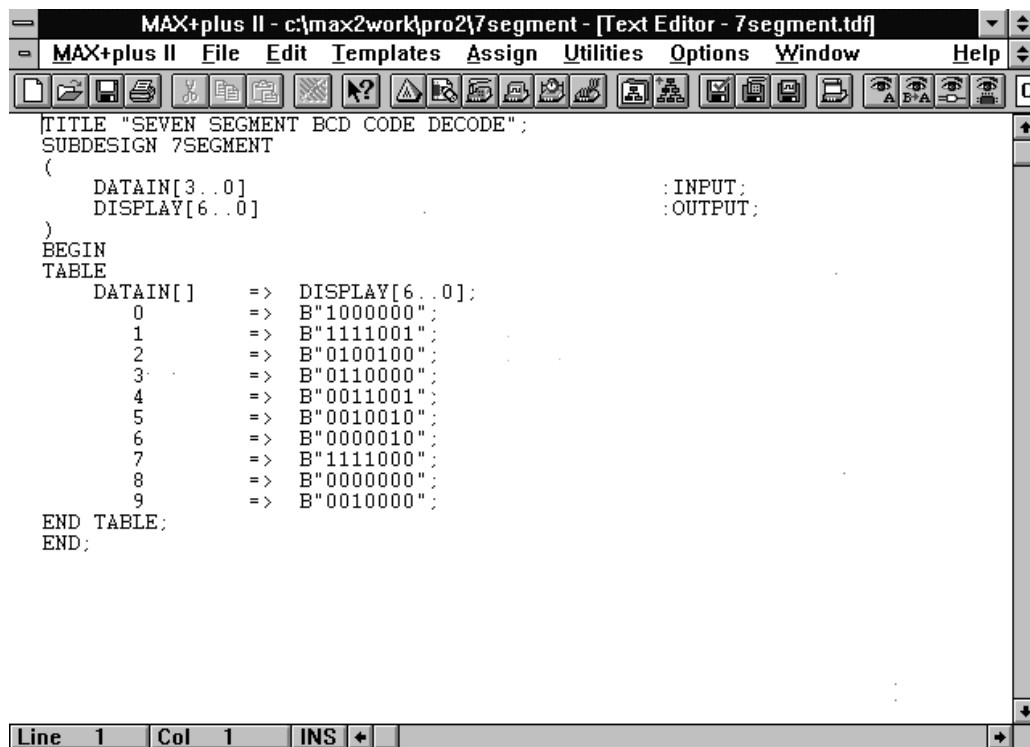 MAX+plus II - c:\max2work\pro2\7segment - [Text Editor - 7segment.tdf]
MAX+plus II File Edit Templates Assign Utilities Options Window Help
TITLE "SEVEN SEGMENT BCD CODE DECODE";
SUBDESIGN 7SEGMENT
(
DATAIN[3..0] :INPUT;
DISPLAY[6..0] :OUTPUT;
)
BEGIN
TABLE
DATAIN[] => DISPLAY[6..0];
0 => B"1000000";
1 => B"1111001";
2 => B"0100100";
3 => B"0110000";
4 => B"0011001";
5 => B"0010010";
6 => B"0000010";
7 => B"1111000";
8 => B"0000000";
9 => B"0010000";
END TABLE;
END;
Line 1 Col 1 INS